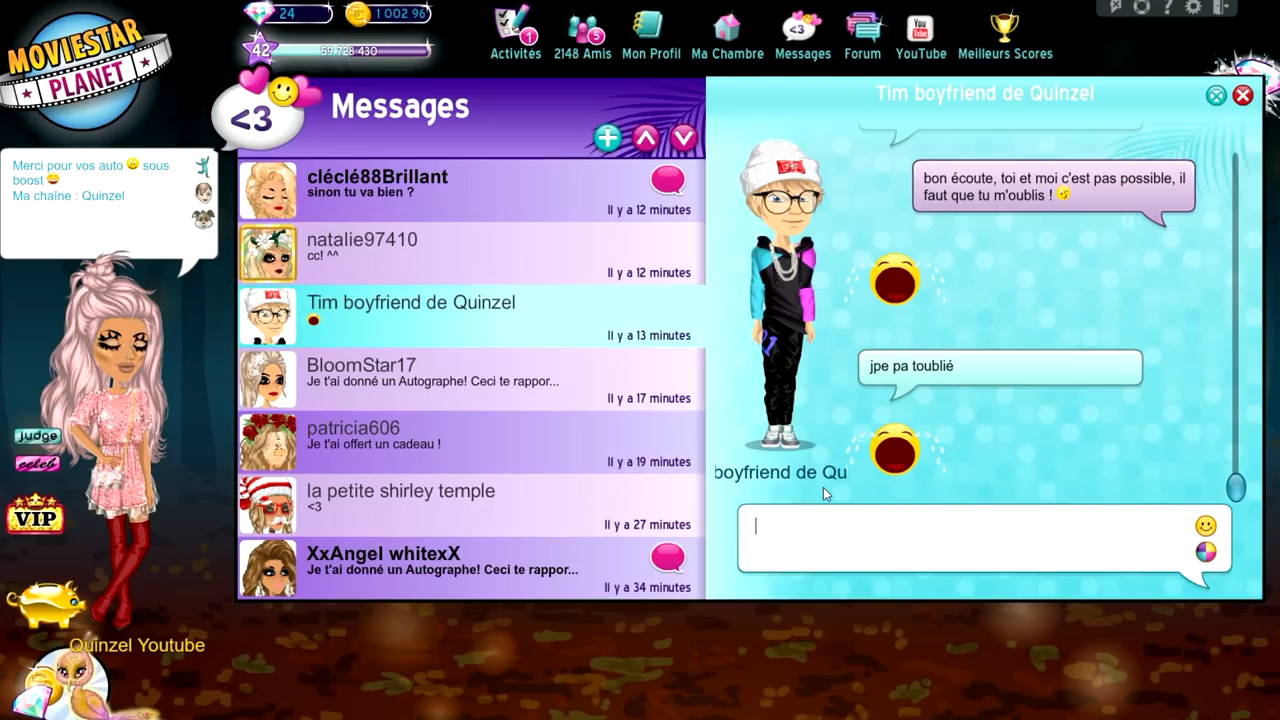 MOVIESTAR
PLANET
24
1 002 96
42
59 728 430
1
5
Activités
2148 Amis
Mon Profil
Ma Chambre
<3
Messages
Forum
You
Tube
YouTube
Meilleurs Scores
Merci pour vos auto 😀 sous
boost 😄
Ma chaîne : Quinzel
judge
celeb
VIP
Quinzel Youtube
<3
Messages
cléclé88Brillant
sinon tu va bien ?
Il y a 12 minutes
natalie97410
cc! ^^
Il y a 12 minutes
Tim boyfriend de Quinzel
Il y a 13 minutes
BloomStar17
Je t'ai donné un Autographe! Ceci te rappor...
Il y a 17 minutes
patricia606
Je t'ai offert un cadeau !
Il y a 19 minutes
la petite shirley temple
<3
Il y a 27 minutes
XxAngel whitexX
Je t'ai donné un Autographe! Ceci te rappor...
Il y a 34 minutes
Tim boyfriend de Quinzel
bon écoute, toi et moi c'est pas possible, il
faut que tu m'oublis !
jpe pa toublié
boyfriend de Qu